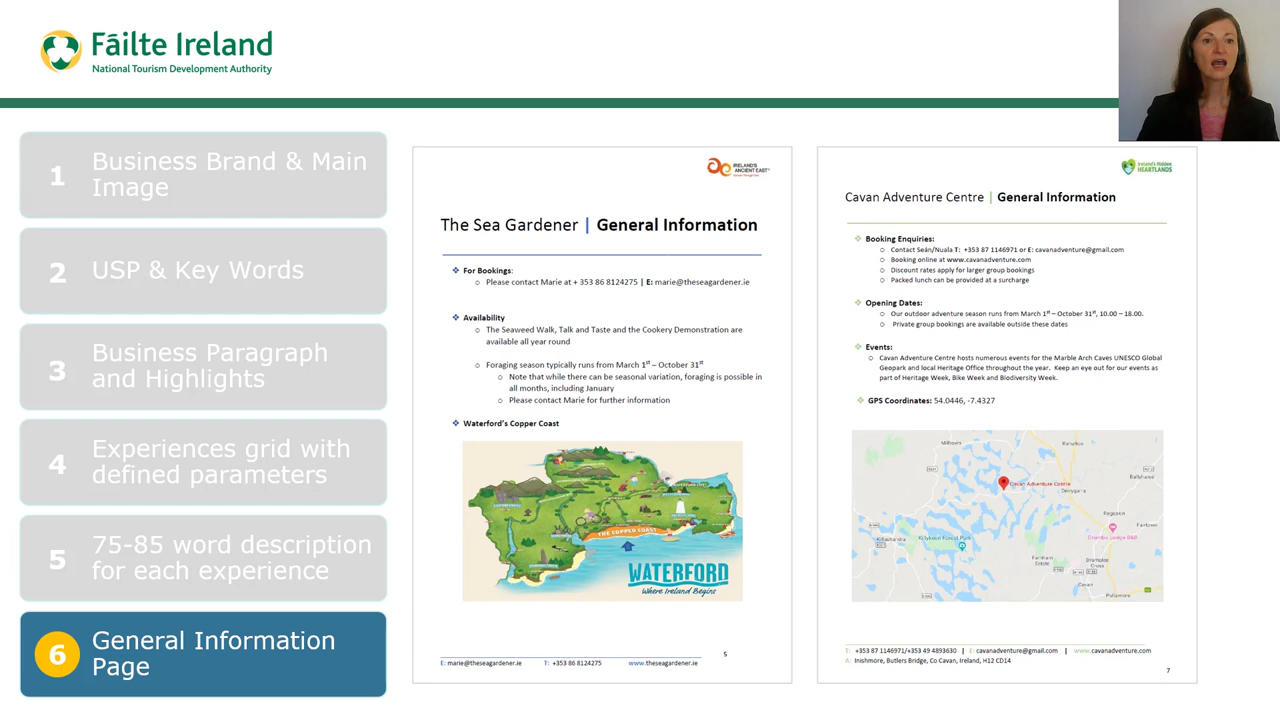 Fáilte Ireland
National Tourism Development Authority
1
Business Brand & Main
Image
2
USP & Key Words
3
Business Paragraph
and Highlights
4
Experiences grid with
defined parameters
5
75-85 word description
for each experience
6
General Information
Page
IRELAND'S
ANCIENT EAST
The Sea Gardener | General Information
For Bookings:
Please contact Marie at + 353 86 8124275 | E: marie@theseagardener.ie
Availability
The Seaweed Walk, Talk and Taste and the Cookery Demonstration are
available all year round
Foraging season typically runs from March 1st – October 31st
Note that while there can be seasonal variation, foraging is possible in
all months, including January
Please contact Marie for further information
Waterford's Copper Coast
THE COPPER COAST
WATERFORD
Where Ireland Begins
5
E: marie@theseagardener.ie T: +353 86 8124275 www.theseagardener.ie
Ireland's Hidden
HEARTLANDS
Cavan Adventure Centre | General Information
Booking Enquiries:
Contact Seán/Nuala T: +353 87 1146971 or E: cavanadventure@gmail.com
Booking online at www.cavanadventure.com
Discount rates apply for larger group bookings
Packed lunch can be provided at a surcharge
Opening Dates:
Our outdoor adventure season runs from March 1st – October 31st, 10.00 - 18.00.
Private group bookings are available outside these dates
Events:
Cavan Adventure Centre hosts numerous events for the Marble Arch Caves UNESCO Global
Geopark and local Heritage Office throughout the year. Keep an eye out for our events as
part of Heritage Week, Bike Week and Biodiversity Week.
GPS Coordinates: 54.0446, -7.4327
Milltown
Cavan Adventure Centre
Killykeen Forest Park
Killashandra
Farnham
Estate
Cavan
T: +353 87 1146971/+353 49 4893630 | E: cavanadventure@gmail.com | www.cavanadventure.com
A: Inishmore, Butlers Bridge, Co Cavan, Ireland, H12 CD14
7